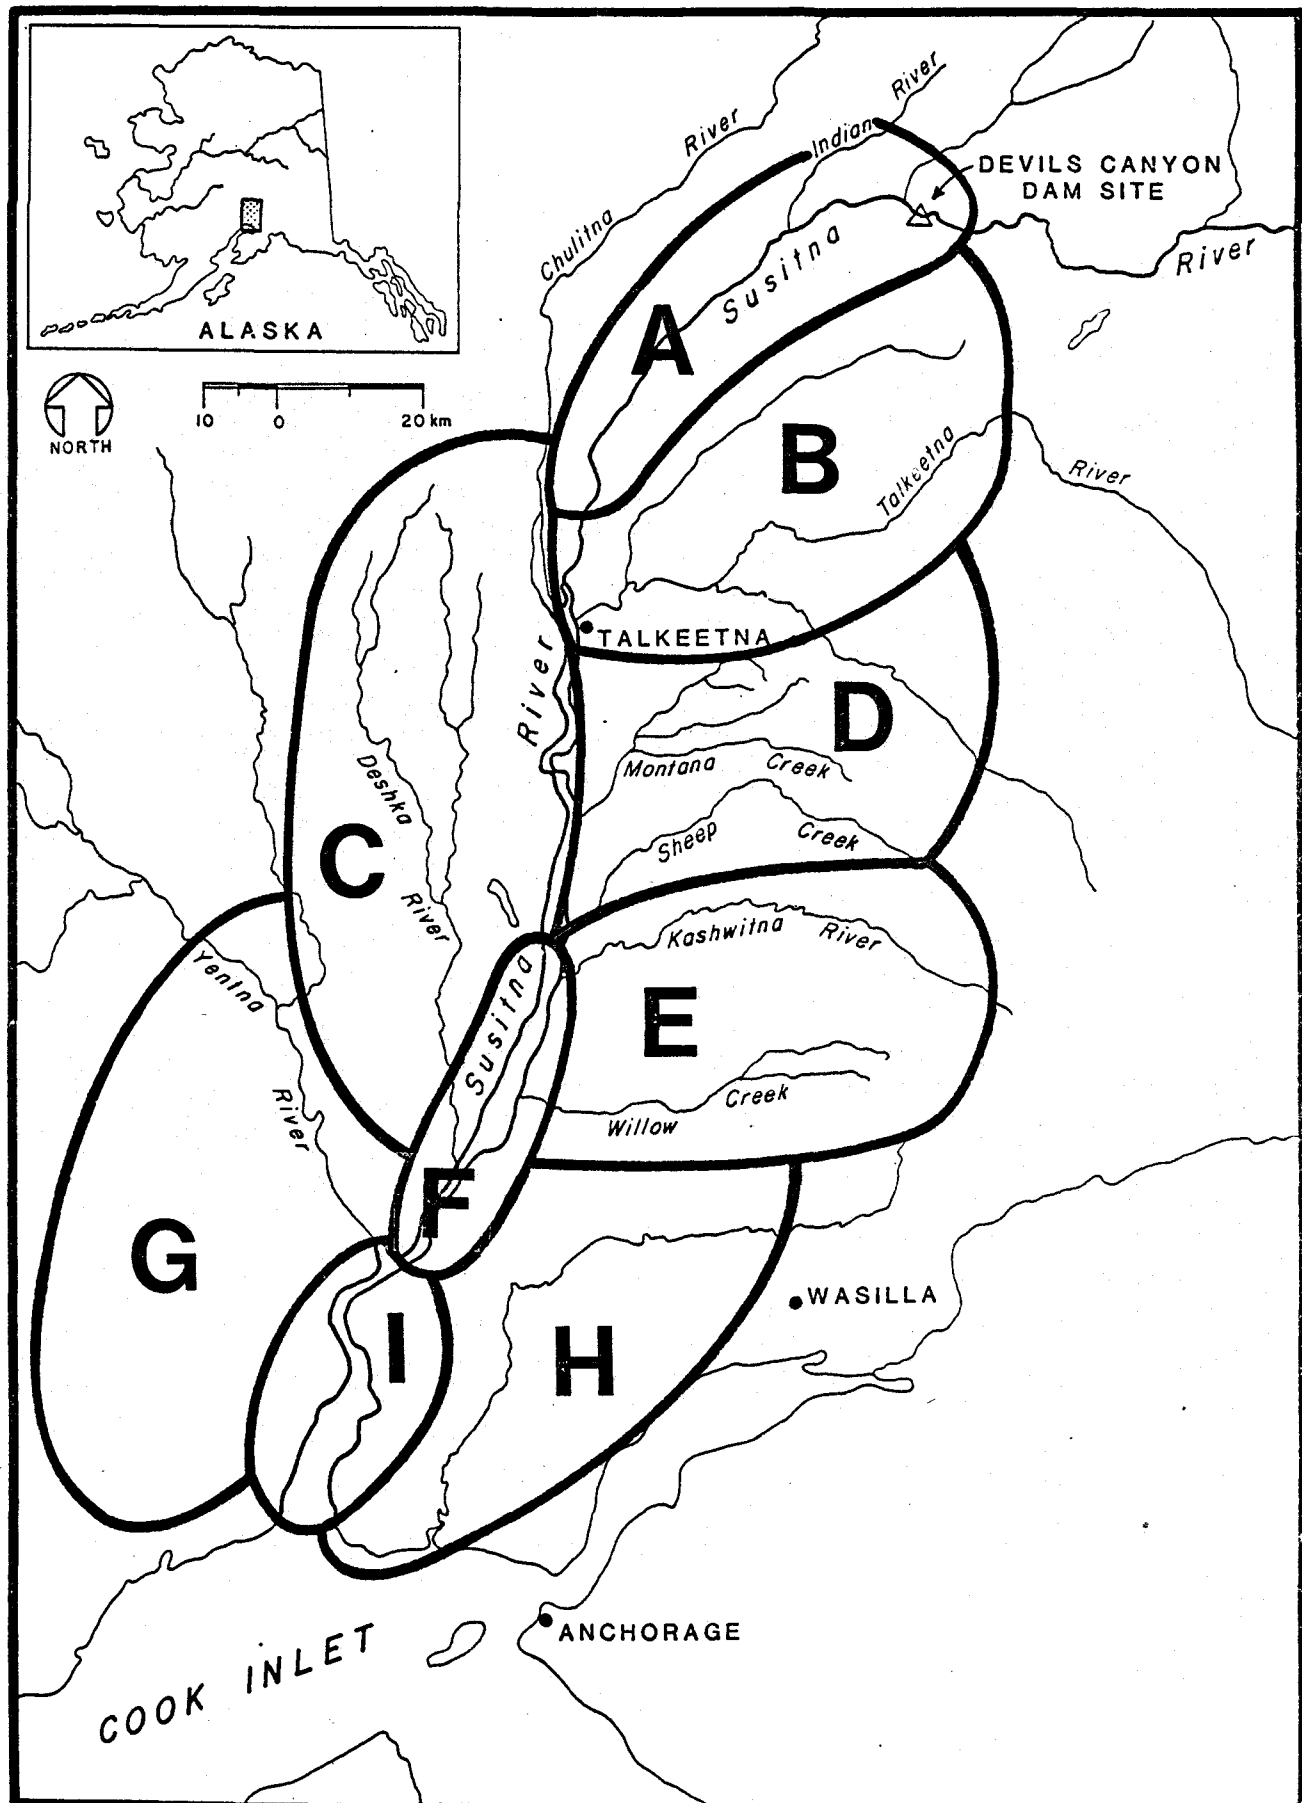 ALASKA
NORTH
10 0 20 km
Chulitna River
Indian River
DEVILS CANYON
DAM SITE
Susitna River
A
B
Talkeetna River
TALKEETNA
River
D
Montana Creek
Sheep Creek
Deshka River
C
Kashwitna River
E
Yentna River
Susitna
Willow Creek
F
G
I
H
WASILLA
ANCHORAGE
COOK INLET